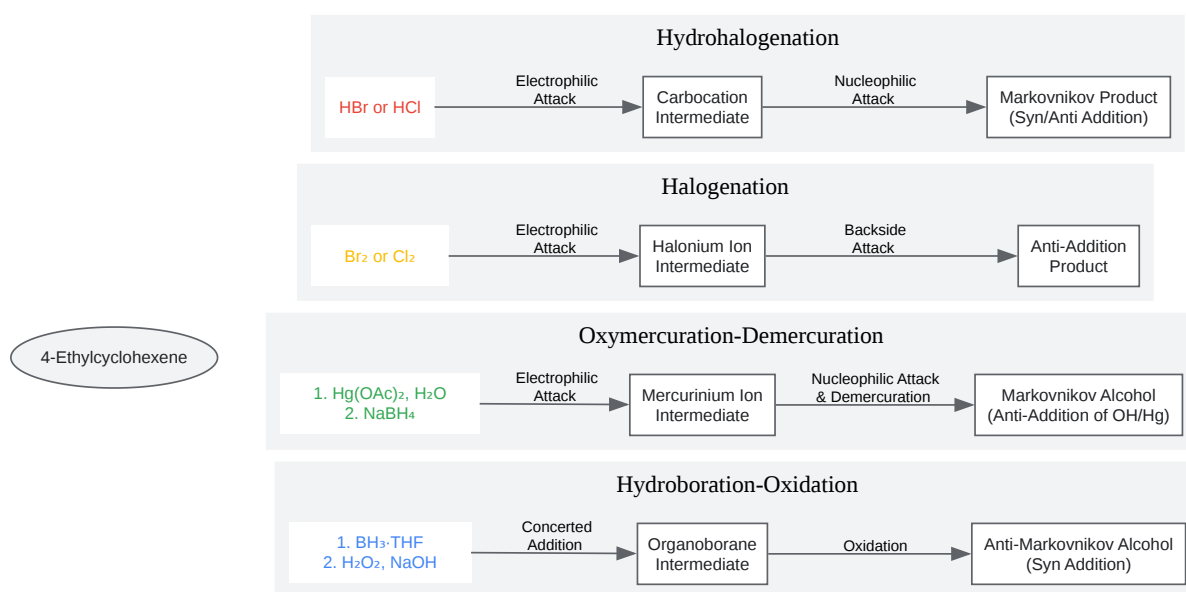 Hydrohalogenation
HBr or HCl
Electrophilic
Attack
Carbocation
Intermediate
Nucleophilic
Attack
Markovnikov Product
(Syn/Anti Addition)
Halogenation
Br₂ or Cl₂
Electrophilic
Attack
Halonium Ion
Intermediate
Backside
Attack
Anti-Addition
Product
4-Ethylcyclohexene
Oxymercuration-Demercuration
1. Hg(OAc)₂, H₂O
2. NaBH₄
Electrophilic
Attack
Mercurinium Ion
Intermediate
Nucleophilic Attack
& Demercuration
Markovnikov Alcohol
(Anti-Addition of OH/Hg)
Hydroboration-Oxidation
1. BH₃·THF
2. H₂O₂, NaOH
Concerted
Addition
Organoborane
Intermediate
Oxidation
Anti-Markovnikov Alcohol
(Syn Addition)